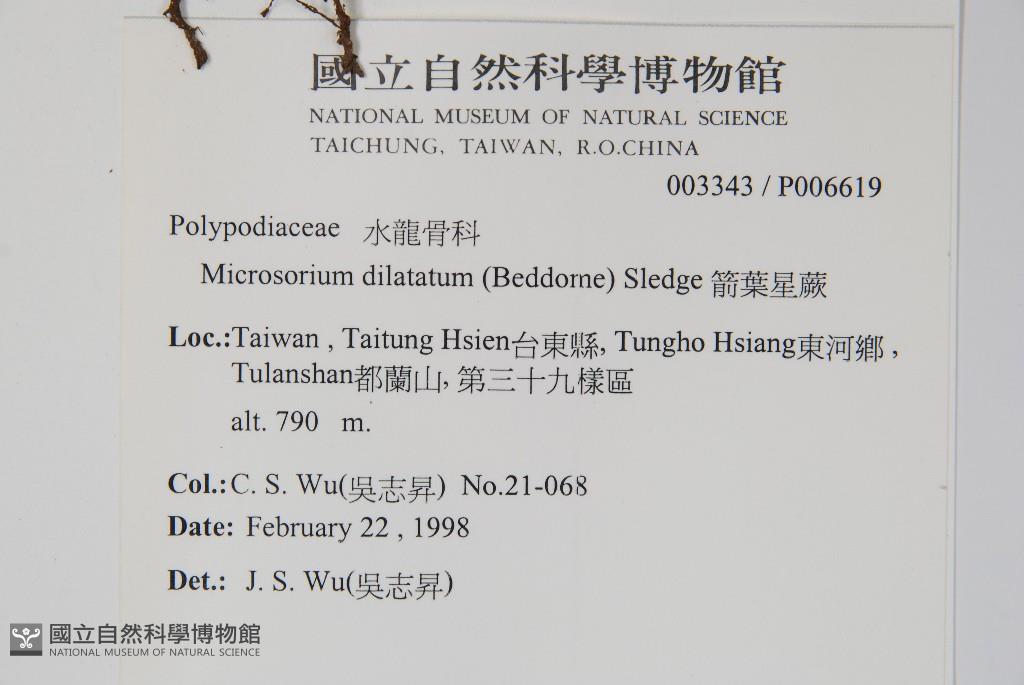 國立自然科學博物館
NATIONAL MUSEUM OF NATURAL SCIENCE
TAICHUNG, TAIWAN, R.O.CHINA
003343 / P006619
Polypodiaceae 水龍骨科
Microsorium dilatatum (Beddome) Sledge 箭葉星蕨
Loc.:Taiwan , Taitung Hsien台東縣, Tungho Hsiang東河鄉 ,
Tulanshan都蘭山, 第三十九樣區
alt. 790 m.
Col.: C. S. Wu(吳志昇) No.21-068
Date: February 22 , 1998
Det.: J. S. Wu(吳志昇)
國立自然科學博物館
NATIONAL MUSEUM OF NATURAL SCIENCE